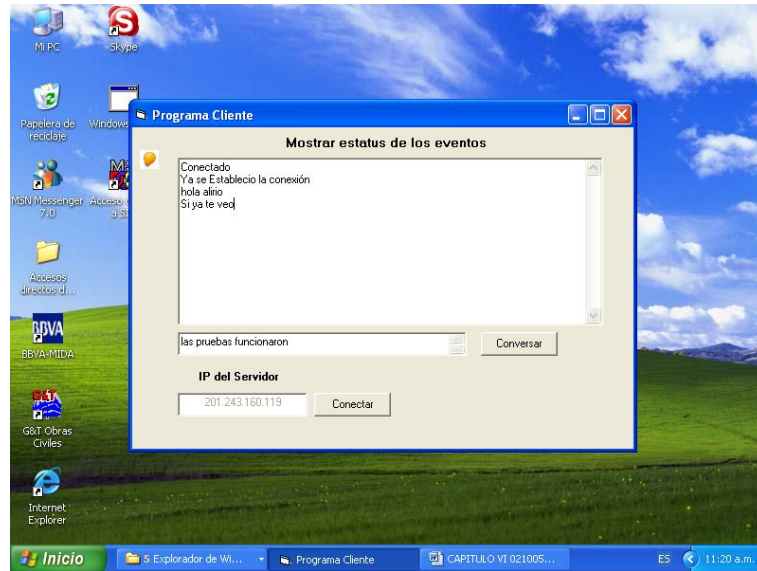 Mi PC
Skype
Papelera de
reciclaje
Windows
MSN Messenger
7.0
Acceso
a SI
Accesos
directos d...
BBVA
BBVA-MIDA
G&T
G&T Obras
Civiles
Internet
Explorer
Programa Cliente
Mostrar estatus de los eventos
Conectado
Ya se Establecio la conexión
hola alirio
Si ya te veo
las pruebas funcionaron
Conversar
IP del Servidor
201.243.160.119
Conectar
Inicio
5 Explorador de Wi...
Programa Cliente
CAPITULO VI 021005...
ES
11:20 a.m.